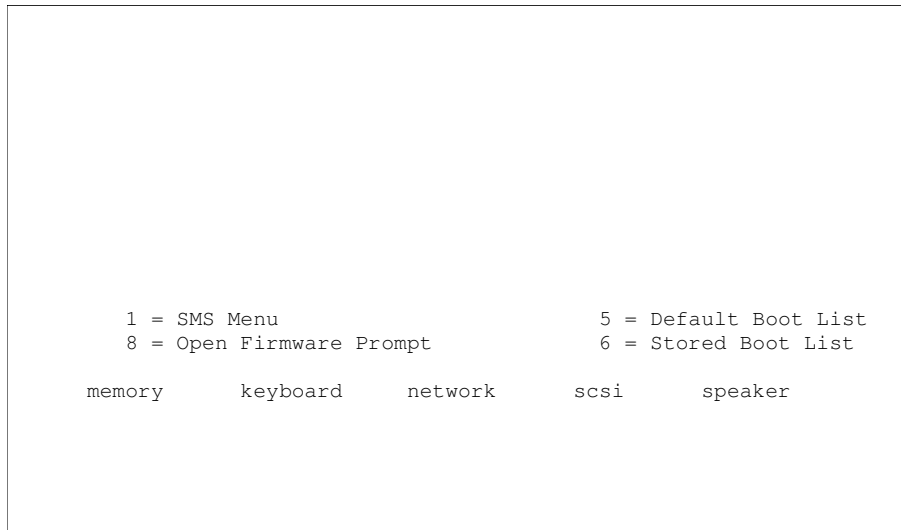 1 = SMS Menu 5 = Default Boot List
8 = Open Firmware Prompt 6 = Stored Boot List
memory keyboard network scsi speaker